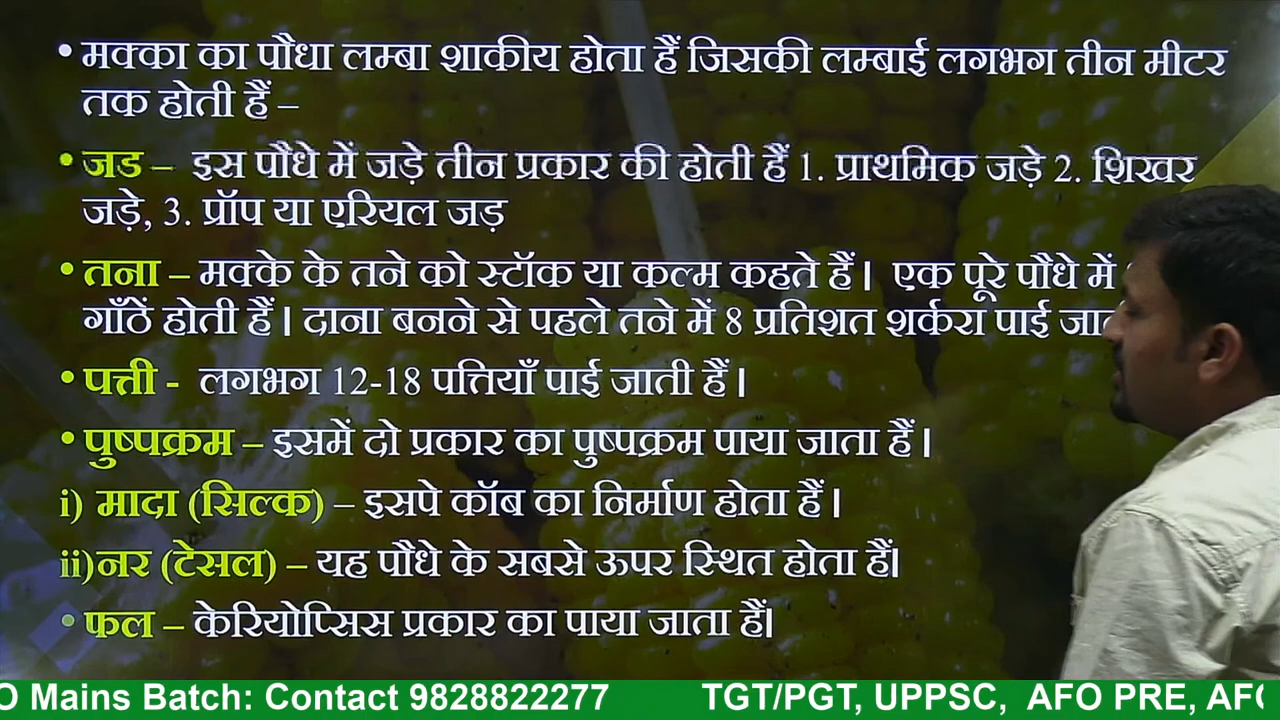 • मक्का का पौधा लम्बा शाकीय होता हैं जिसकी लम्बाई लगभग तीन मीटर
तक होती हैं –
• जड – इस पौधे में जड़े तीन प्रकार की होती हैं 1. प्राथमिक जड़े 2. शिखर
जड़े, 3. प्रॉप या एरियल जड़
• तना – मक्के के तने को स्टॉक या कल्म कहते हैं। एक पूरे पौधे में
गाँठें होती हैं। दाना बनने से पहले तने में 8 प्रतिशत शर्करा पाई
• पत्ती - लगभग 12-18 पत्तियाँ पाई जाती हैं।
• पुष्पक्रम – इसमें दो प्रकार का पुष्पक्रम पाया जाता हैं।
i) मादा (सिल्क) – इसपे कॉब का निर्माण होता हैं।
ii)नर (टेसल) – यह पौधे के सबसे ऊपर स्थित होता हैं।
• फल – केरियोप्सिस प्रकार का पाया जाता हैं।
O Mains Batch: Contact 9828822277 TGT/PGT, UPPSC, AFO PRE,